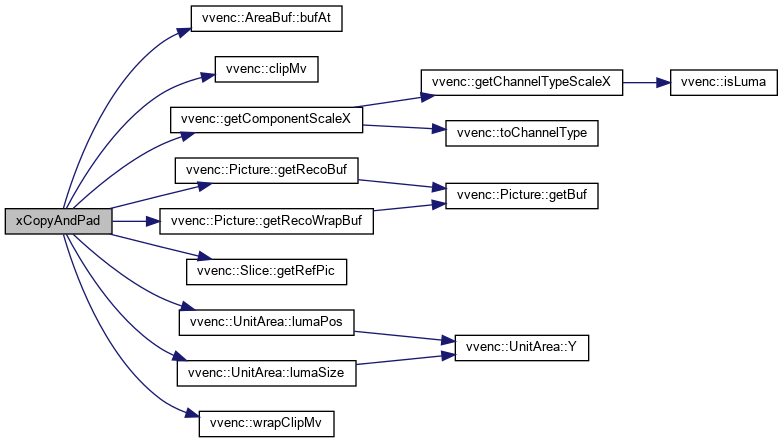 xCopyAndPad
vvenc::AreaBuf::bufAt
vvenc::clipMv
vvenc::getComponentScaleX
vvenc::getChannelTypeScaleX
vvenc::isLuma
vvenc::toChannelType
vvenc::Picture::getRecoBuf
vvenc::Picture::getBuf
vvenc::Picture::getRecoWrapBuf
vvenc::Slice::getRefPic
vvenc::UnitArea::lumaPos
vvenc::UnitArea::Y
vvenc::UnitArea::lumaSize
vvenc::wrapClipMv